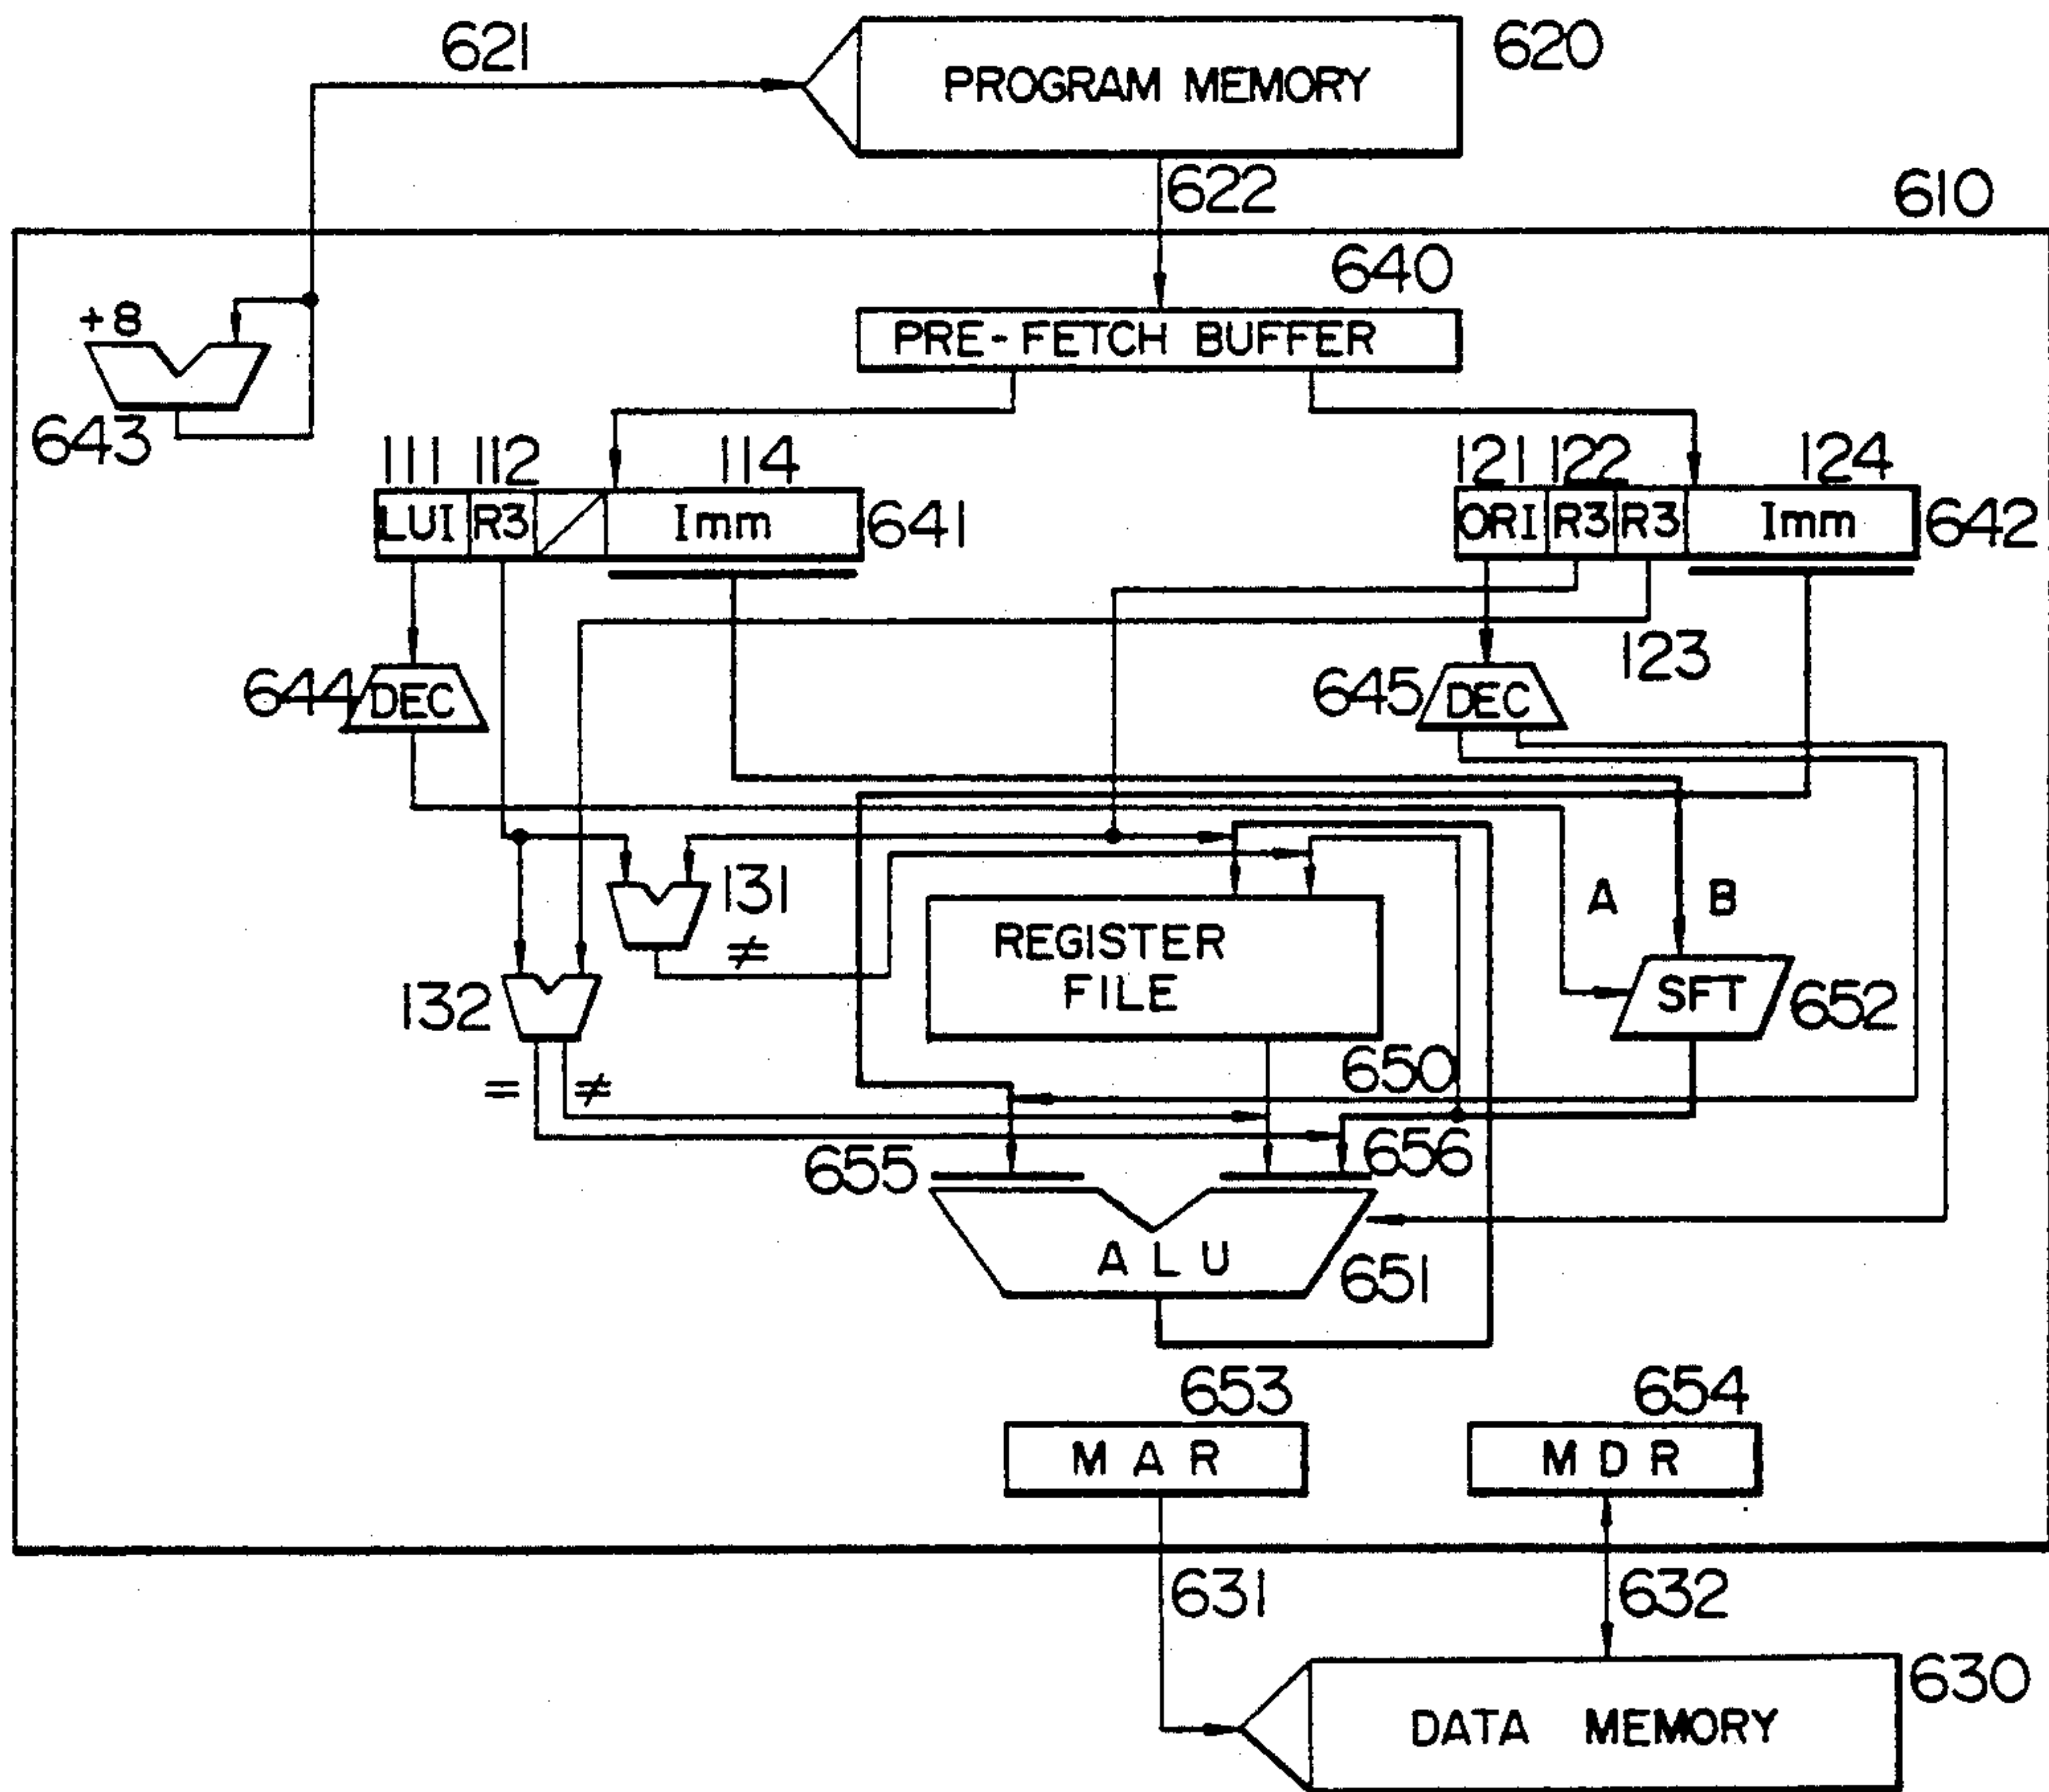 621
PROGRAM MEMORY
620
622
610
640
+8
PRE-FETCH BUFFER
643
111 112 114
121 122 124
LUI R3 Imm
641
ORI R3 R3 Imm
642
123
644
DEC
645
DEC
131
≠
A B
REGISTER
FILE
132
SFT
652
= ≠
650
655
656
ALU
651
653
654
MAR
MDR
631
632
630
DATA MEMORY